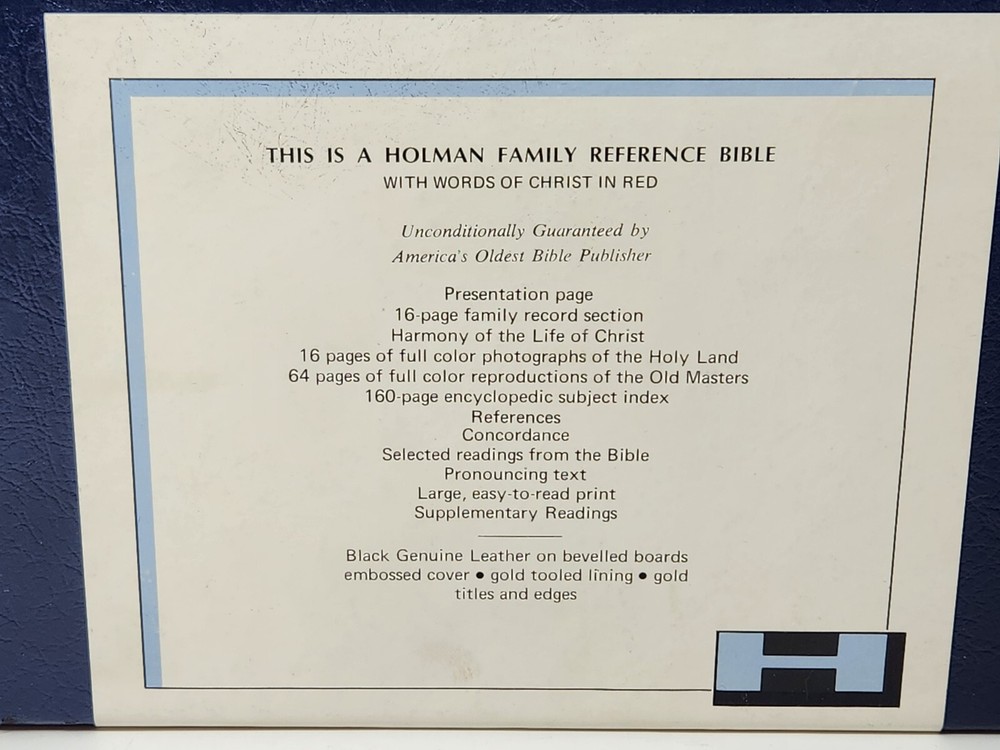 THIS IS A HOLMAN FAMILY REFERENCE BIBLE
WITH WORDS OF CHRIST IN RED
Unconditionally Guaranteed by
America's Oldest Bible Publisher
Presentation page
16-page family record section
Harmony of the Life of Christ
16 pages of full color photographs of the Holy Land
64 pages of full color reproductions of the Old Masters
160-page encyclopedic subject index
References
Concordance
Selected readings from the Bible
Pronouncing text
Large, easy-to-read print
Supplementary Readings
Black Genuine Leather on bevelled boards
embossed cover • gold tooled lining • gold
titles and edges
H